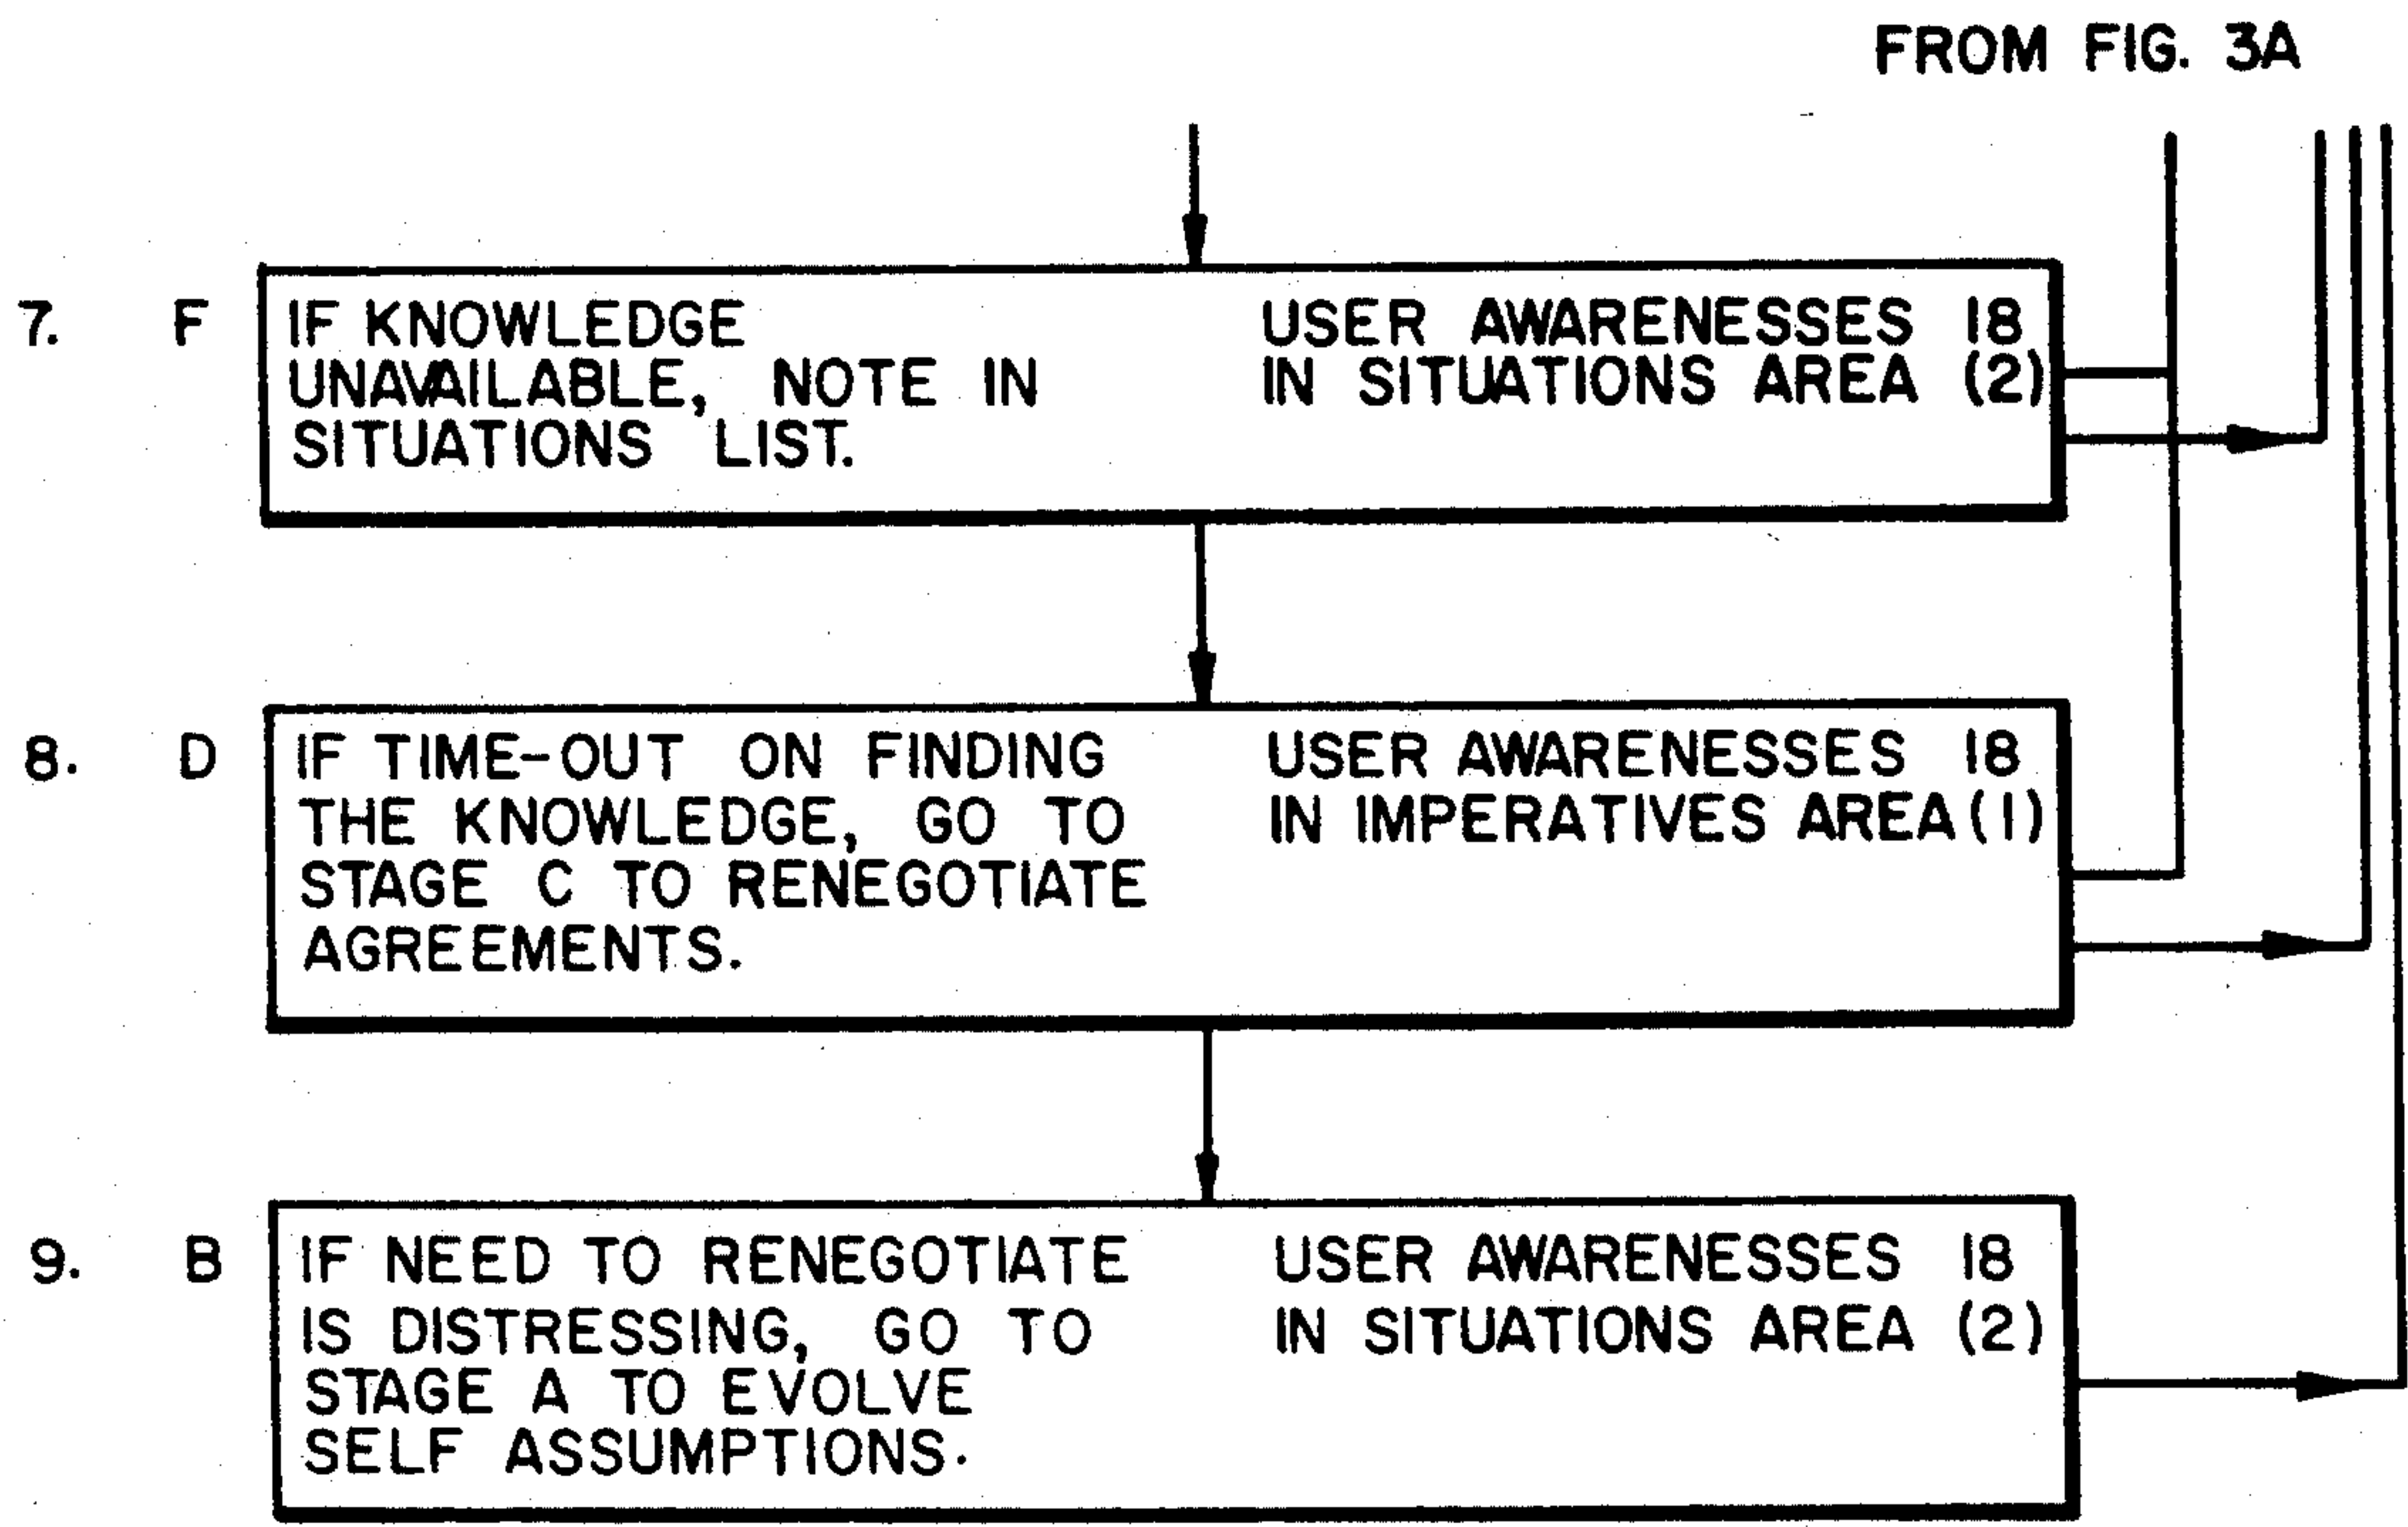 FROM FIG. 3A
7. F IF KNOWLEDGE USER AWARENESSES 18
UNAVAILABLE, NOTE IN IN SITUATIONS AREA (2)
SITUATIONS LIST.
8. D IF TIME-OUT ON FINDING USER AWARENESSES 18
THE KNOWLEDGE, GO TO IN IMPERATIVES AREA (1)
STAGE C TO RENEGOTIATE
AGREEMENTS.
9. B IF NEED TO RENEGOTIATE USER AWARENESSES 18
IS DISTRESSING, GO TO IN SITUATIONS AREA (2)
STAGE A TO EVOLVE
SELF ASSUMPTIONS.